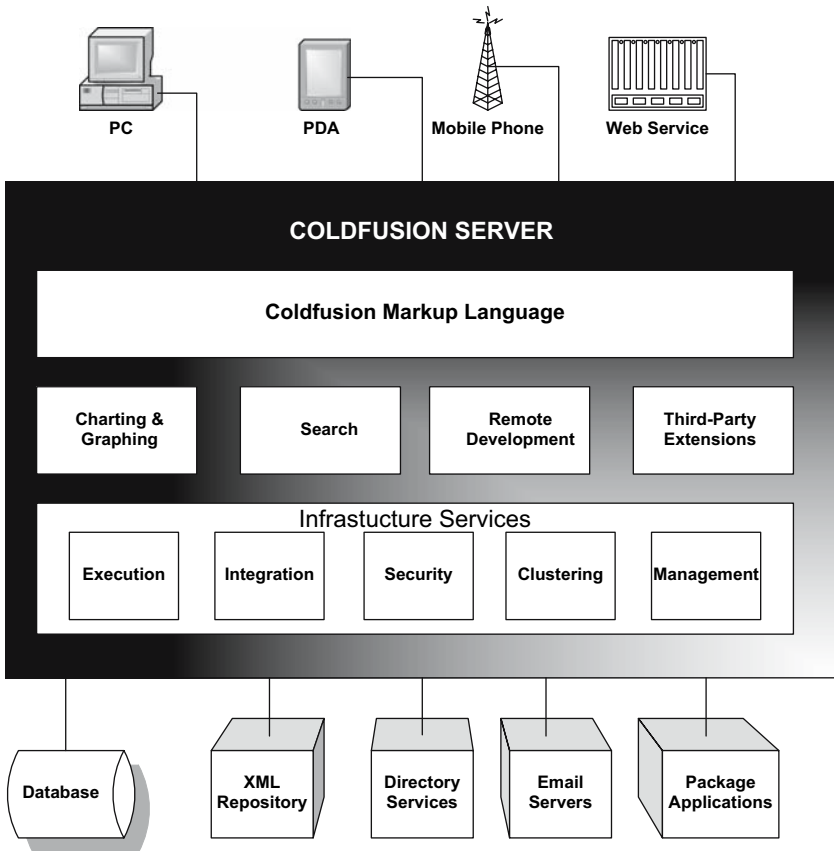 PC
PDA
Mobile Phone
Web Service
COLDFUSION SERVER
Coldfusion Markup Language
Charting &
Graphing
Search
Remote
Development
Third-Party
Extensions
Infrastucture Services
Execution
Integration
Security
Clustering
Management
Database
XML
Repository
Directory
Services
Email
Servers
Package
Applications